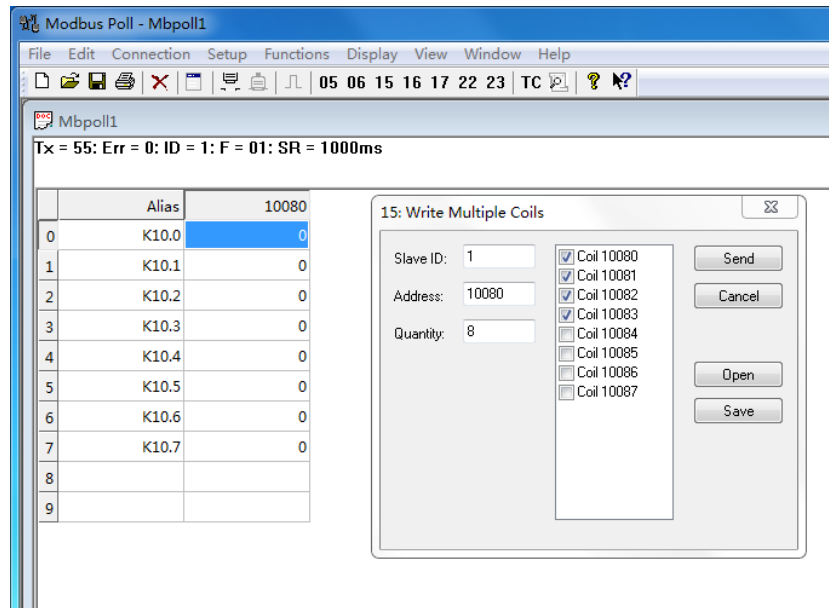 Modbus Poll - Mbpoll1
File Edit Connection Setup Functions Display View Window Help
05 06 15 16 17 22 23 TC
Mbpoll1
Tx = 55: Err = 0: ID = 1: F = 01: SR = 1000ms
Alias 10080
0 K10.0 0
1 K10.1 0
2 K10.2 0
3 K10.3 0
4 K10.4 0
5 K10.5 0
6 K10.6 0
7 K10.7 0
8
9
15: Write Multiple Coils
Slave ID: 1
Address: 10080
Quantity: 8
Coil 10080
Coil 10081
Coil 10082
Coil 10083
Coil 10084
Coil 10085
Coil 10086
Coil 10087
Send
Cancel
Open
Save